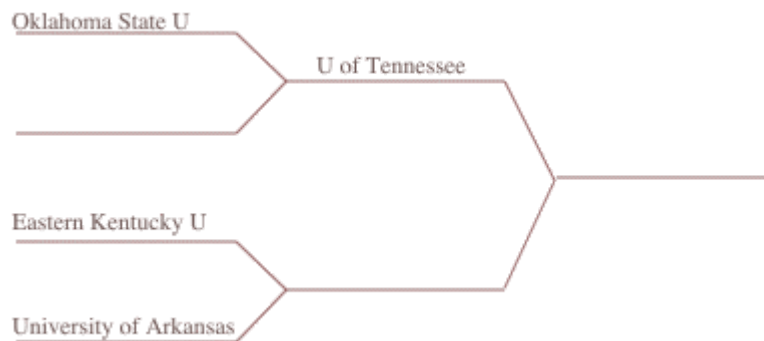 Oklahoma State U
U of Tennessee
Eastern Kentucky U
University of Arkansas